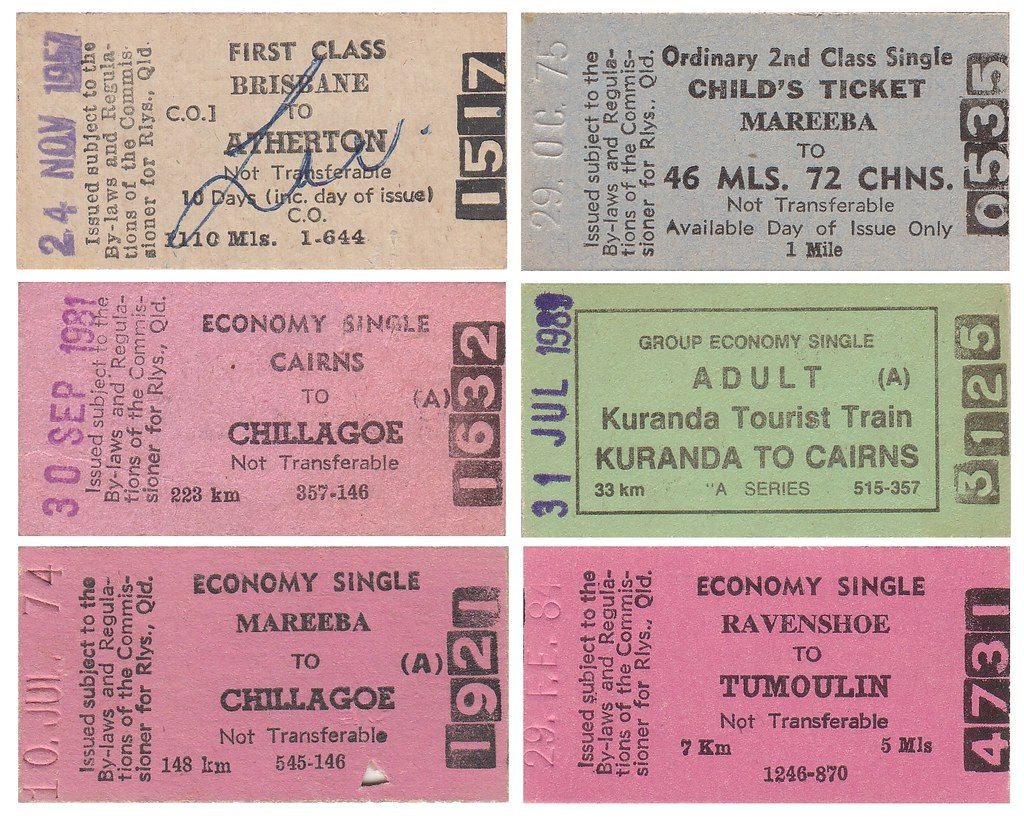 24 NOV 1967
Issued subject to the
By-laws and Regula-
tions of the Commis-
sioner for Rlys., Qld.
FIRST CLASS
BRISBANE
C.O.] TO
ATHERTON
Not Transferable
10 Days (inc. day of issue)
C.O.
1110 Mls. 1-644
1517
29. OC. 75
Issued subject to the
By-laws and Regula-
tions of the Commis-
sioner for Rlys., Qld.
Ordinary 2nd Class Single
CHILD'S TICKET
MAREEBA
TO
46 MLS. 72 CHNS.
Not Transferable
Available Day of Issue Only
1 Mile
0535
30 SEP 1981
Issued subject to the
By-laws and Regula-
tions of the Commis-
sioner for Rlys., Qld.
ECONOMY SINGLE
CAIRNS
TO
(A)
CHILLAGOE
Not Transferable
223 km 357-146
1632
31 JUL 1989
GROUP ECONOMY SINGLE
ADULT (A)
Kuranda Tourist Train
KURANDA TO CAIRNS
33 km "A SERIES 515-357
3125
10. JUL. 74
Issued subject to the
By-laws and Regula-
tions of the Commis-
sioner for Rlys., Qld.
ECONOMY SINGLE
MAREEBA
TO (A)
CHILLAGOE
Not Transferable
148 km 545-146
1920
29. FE. 84
Issued subject to the
By-laws and Regula-
tions of the Commis-
sioner for Rlys., Qld.
ECONOMY SINGLE
RAVENSHOE
TO
TUMOULIN
Not Transferable
7 Km 5 Mls
1246-870
4731